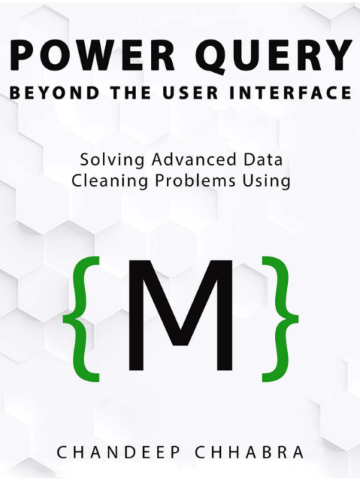 POWER QUERY
BEYOND THE USER INTERFACE
Solving Advanced Data
Cleaning Problems Using
{M}
CHANDEEP CHHABRA